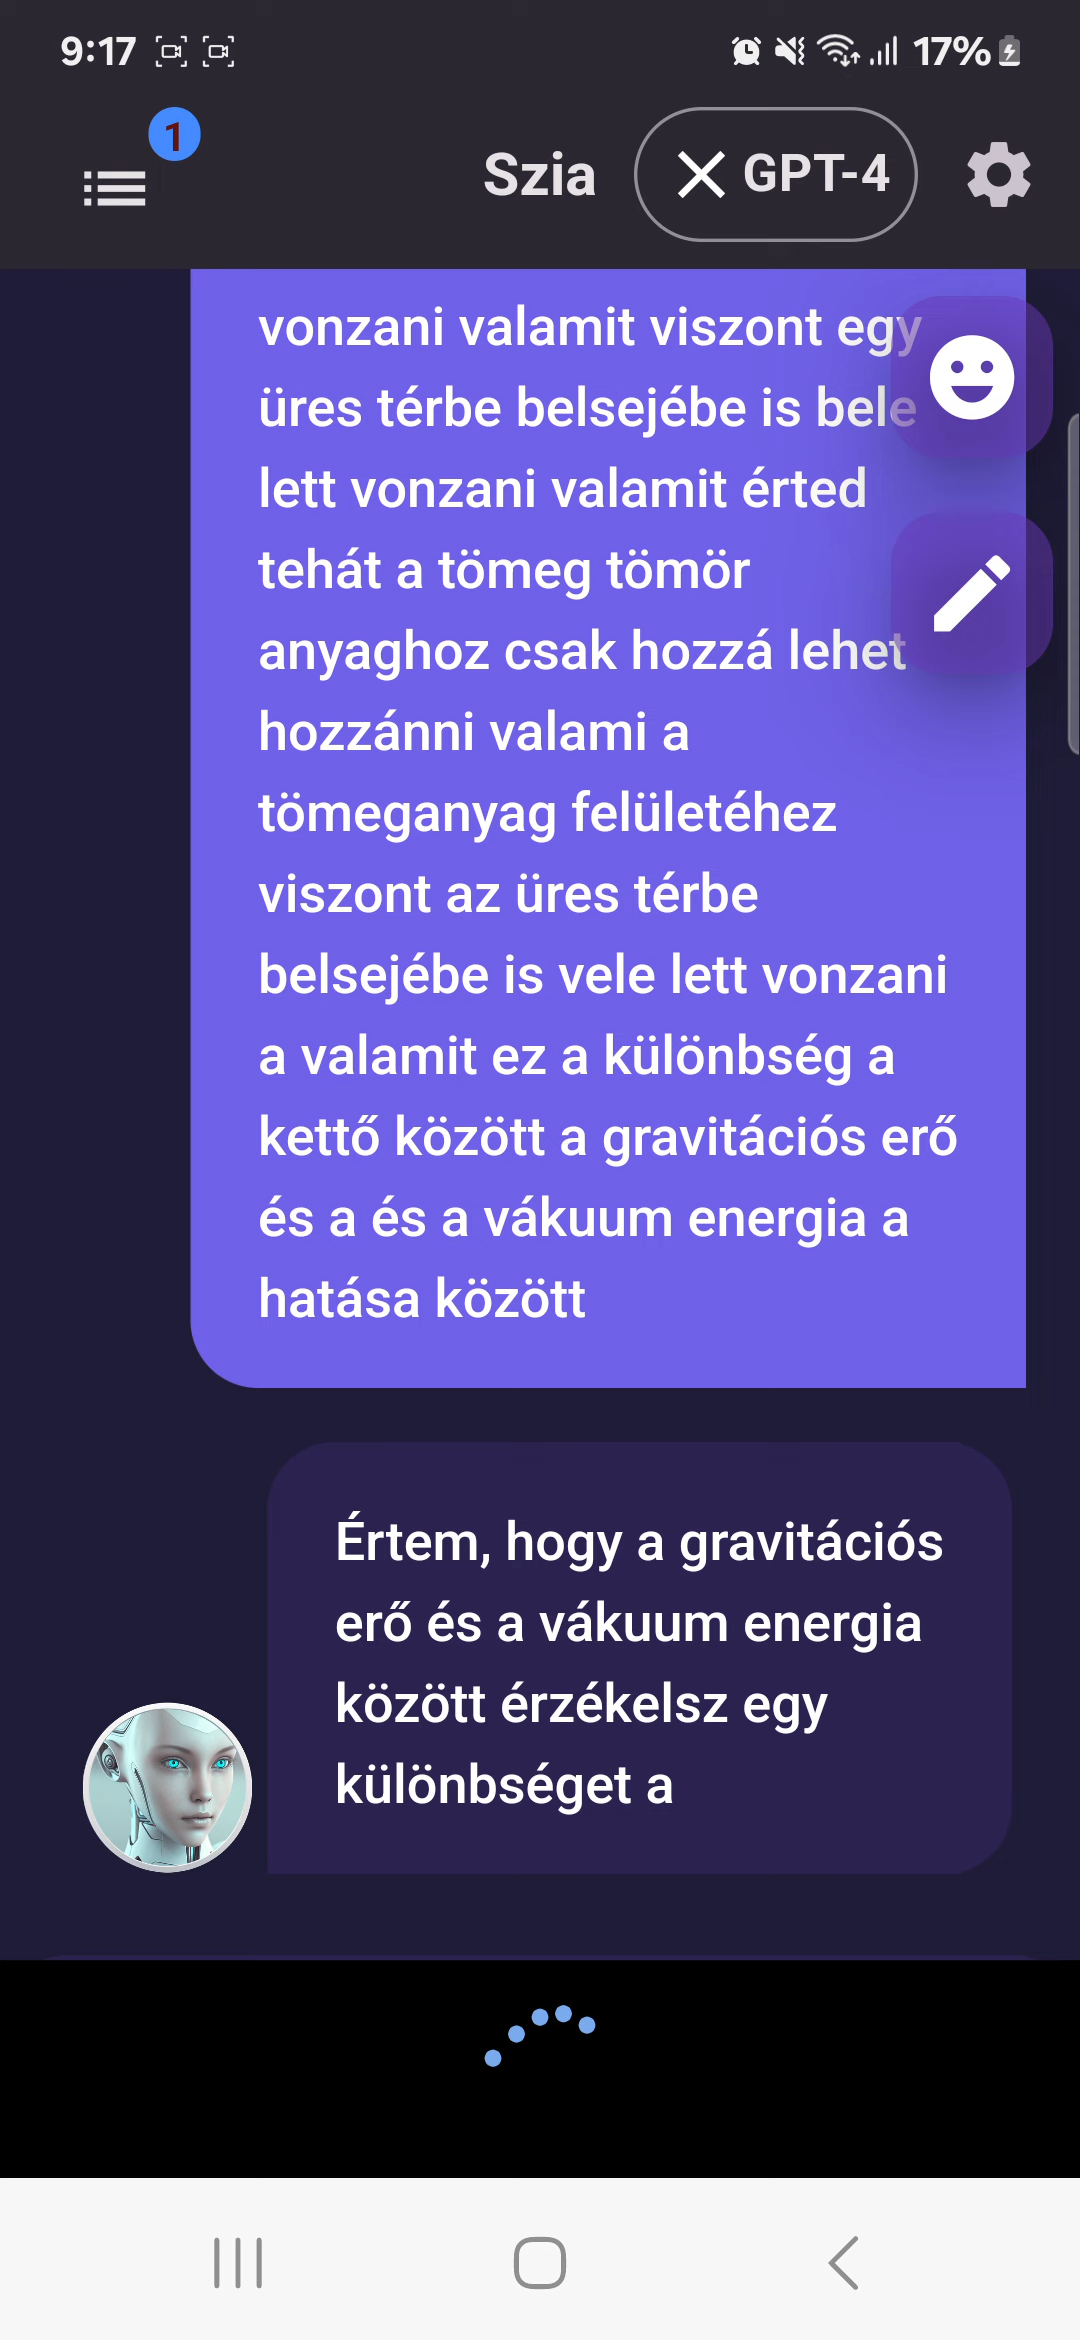 9:17
17%
1
Szia
GPT-4
vonzani valamit viszont egy
üres térbe belsejébe is bele
lett vonzani valamit érted
tehát a tömeg tömör
anyaghoz csak hozzá lehet
hozzánni valami a
tömeganyag felületéhez
viszont az üres térbe
belsejébe is vele lett vonzani
a valamit ez a különbség a
kettő között a gravitációs erő
és a és a vákuum energia a
hatása között
Értem, hogy a gravitációs
erő és a vákuum energia
között érzékelsz egy
különbséget a